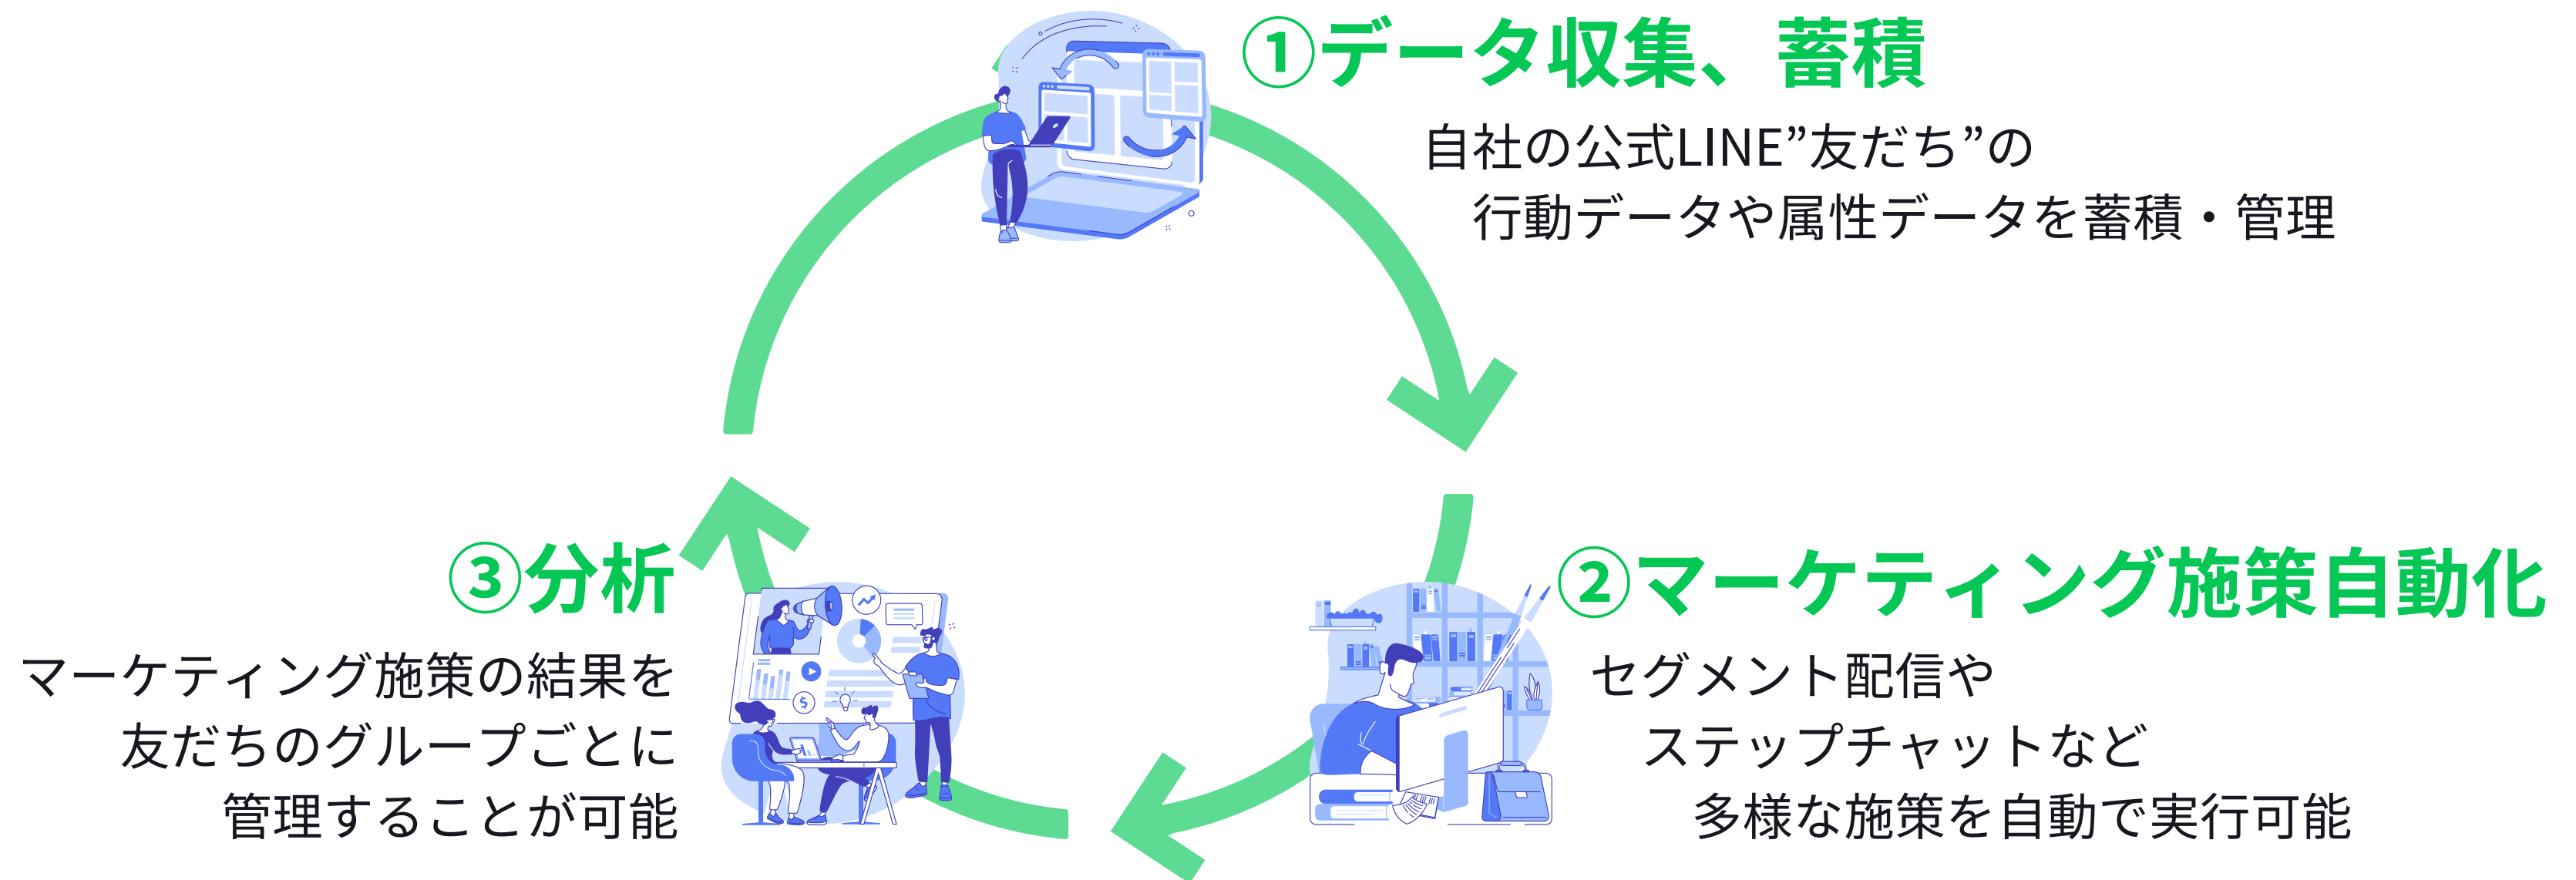 ①データ収集、蓄積
自社の公式LINE”友だち”の
行動データや属性データを蓄積・管理
②マーケティング施策自動化
セグメント配信や
ステップチャットなど
多様な施策を自動で実行可能
③分析
マーケティング施策の結果を
友だちのグループごとに
管理することが可能
$